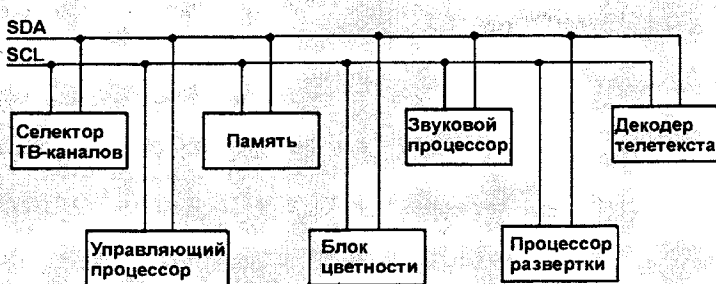 SDA
SCL
Селектор
ТВ-каналов
Память
Звуковой
процессор
Декодер
телетекста
Управляющий
процессор
Блок
цветности
Процессор
развертки